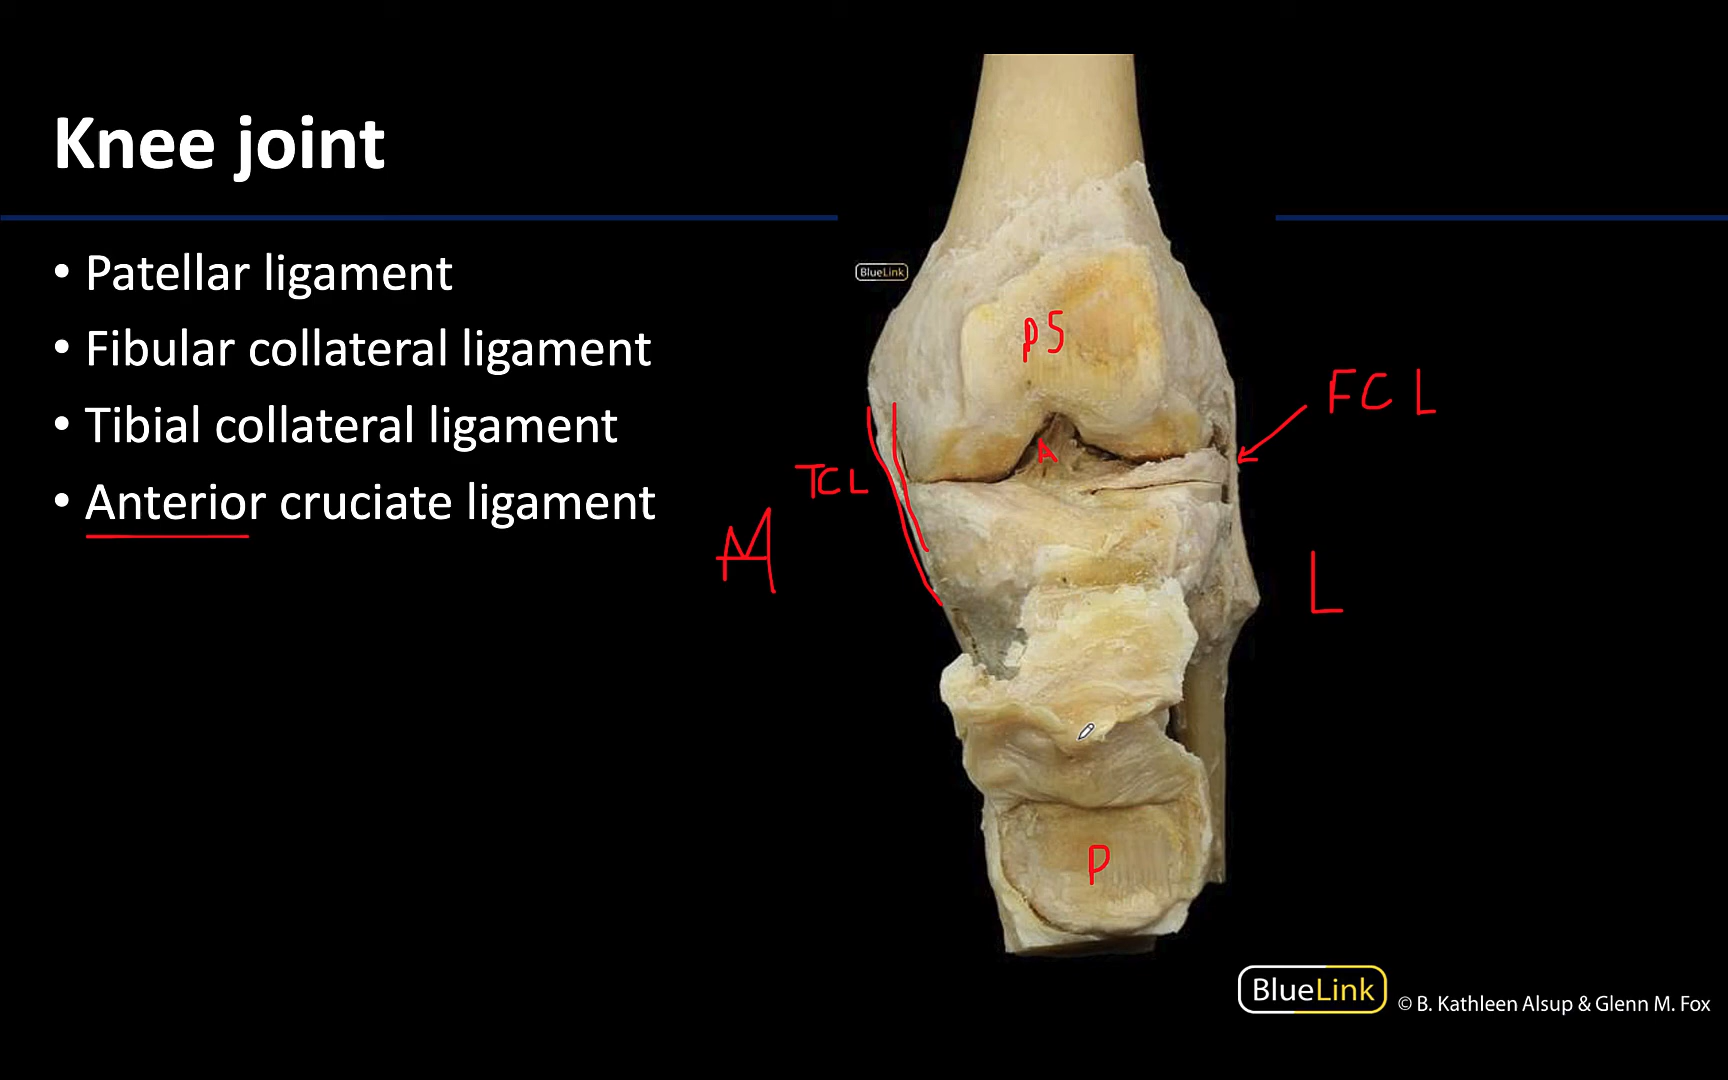 Knee joint
• Patellar ligament
• Fibular collateral ligament
• Tibial collateral ligament
• Anterior cruciate ligament
BlueLink
PS
FCL
A
TCL
M
L
P
BlueLink
© B. Kathleen Alsup & Glenn M. Fox